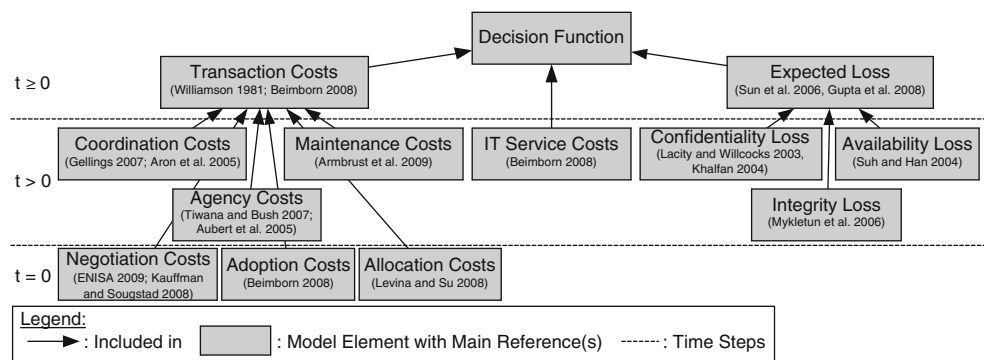 Decision Function
t ≥ 0
Transaction Costs
(Williamson 1981; Beimborn 2008)
Expected Loss
(Sun et al. 2006, Gupta et al. 2008)
t > 0
Coordination Costs
(Gellings 2007; Aron et al. 2005)
Maintenance Costs
(Armbrust et al. 2009)
IT Service Costs
(Beimborn 2008)
Confidentiality Loss
(Lacity and Willcocks 2003,
Khalfan 2004)
Availability Loss
(Suh and Han 2004)
Agency Costs
(Tiwana and Bush 2007;
Aubert et al. 2005)
Integrity Loss
(Mykletun et al. 2006)
t = 0
Negotiation Costs
(ENISA 2009; Kauffman
and Sougstad 2008)
Adoption Costs
(Beimborn 2008)
Allocation Costs
(Levina and Su 2008)
Legend:
: Included in
: Model Element with Main Reference(s)
: Time Steps